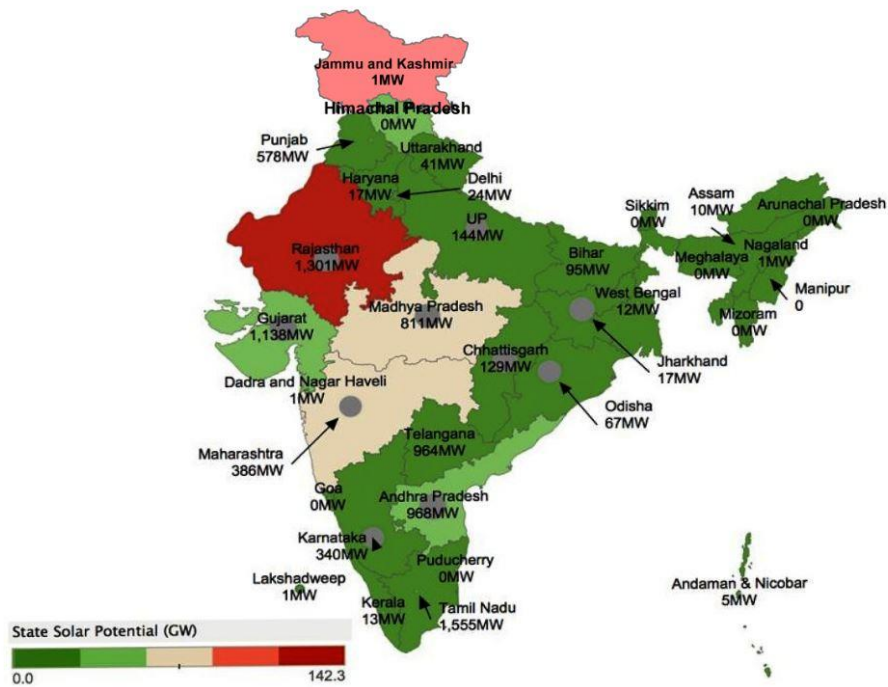 Jammu and Kashmir
1MW
Himachal Pradesh
0MW
Punjab
578MW
Uttarakhand
41MW
Haryana
17MW
Delhi
24MW
UP
144MW
Sikkim
0MW
Assam
10MW
Arunachal Pradesh
0MW
Nagaland
1MW
Meghalaya
0MW
Manipur
0
Mizoram
0MW
Rajasthan
1,301MW
Bihar
95MW
West Bengal
12MW
Jharkhand
17MW
Gujarat
1,138MW
Madhya Pradesh
811MW
Chhattisgarh
129MW
Odisha
67MW
Dadra and Nagar Haveli
1MW
Maharashtra
386MW
Telangana
964MW
Goa
0MW
Andhra Pradesh
968MW
Karnataka
340MW
Puducherry
0MW
Lakshadweep
1MW
Kerala
13MW
Tamil Nadu
1,555MW
Andaman & Nicobar
5MW
State Solar Potential (GW)
0.0 142.3